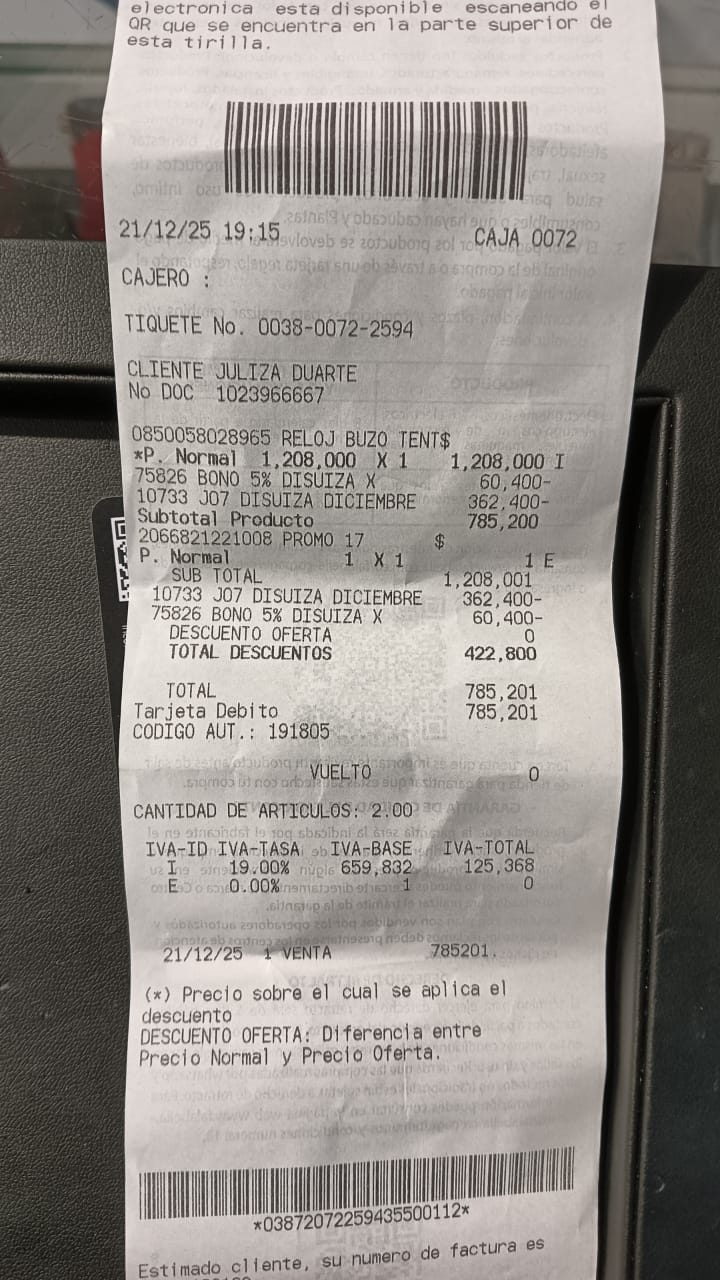 electronica esta disponible escaneando el
QR que se encuentra en la parte superior de
esta tirilla.
21/12/25 19:15 CAJA 0072
CAJERO :
TIQUETE No. 0038-0072-2594
CLIENTE JULIZA DUARTE
No DOC 1023966667
0850058028965 RELOJ BUZO TENT$
*P. Normal 1,208,000 X 1 1,208,000 I
75826 BONO 5% DISUIZA X 60,400-
10733 J07 DISUIZA DICIEMBRE 362,400-
Subtotal Producto 785,200
2066821221008 PROMO 17 $
P. Normal 1 X 1 1 E
SUB TOTAL 1,208,001
10733 J07 DISUIZA DICIEMBRE 362,400-
75826 BONO 5% DISUIZA X 60,400-
DESCUENTO OFERTA 0
TOTAL DESCUENTOS 422,800
TOTAL 785,201
Tarjeta Debito 785,201
CODIGO AUT.: 191805
VUELTO 0
CANTIDAD DE ARTICULOS: 2.00
IVA-ID IVA-TASA IVA-BASE IVA-TOTAL
I 19.00% 659,832 125,368
E 0.00% 1 0
21/12/25 1 VENTA 785201.
(*) Precio sobre el cual se aplica el
descuento
DESCUENTO OFERTA: Diferencia entre
Precio Normal y Precio Oferta.
*03872072259435500112*
Estimado cliente, su numero de factura es